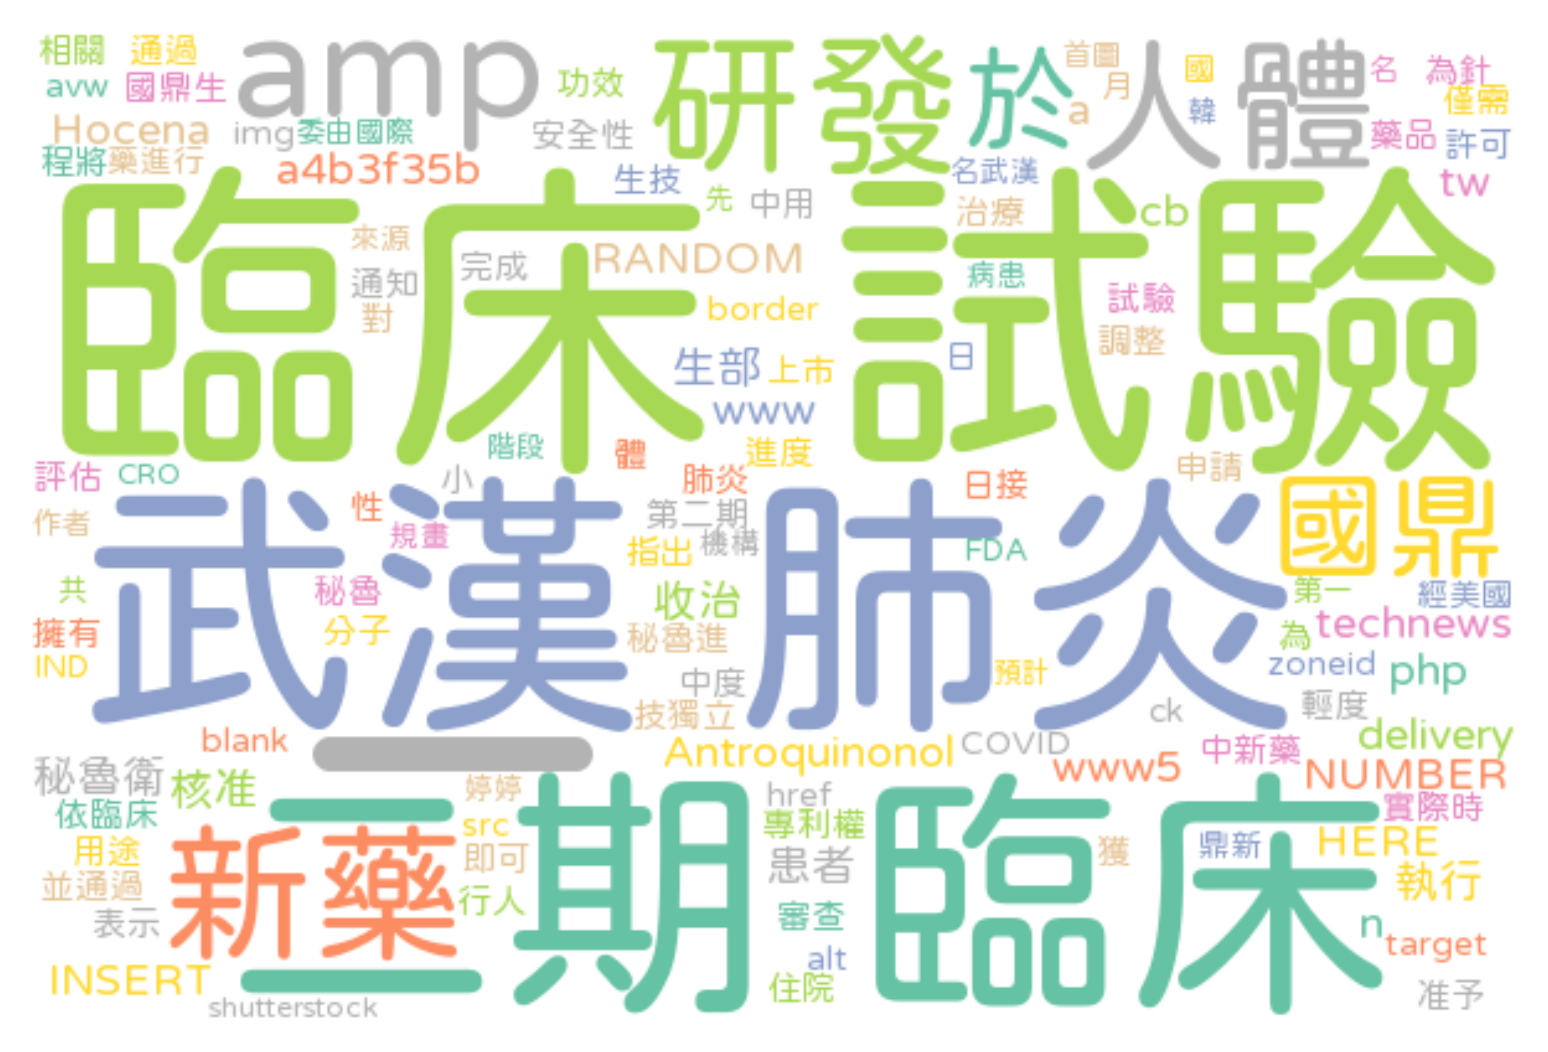 相關 通過 amp 功效 研發 於 首圖 人體 國 名 為針
avw 國鼎生 月 僅需
Hocena img 委由國際 安全性 a 韓 藥品 許可
程將 藥進行 a4b3f35b 生技 名武漢 tw
臨床試驗 先 中用 治療 cb
來源 完成 RANDOM 病患
通知 對 border 試驗 調整
生部 上市 日
www
評估 CRO 小 階段 體 肺炎 進度 日接 申請
武漢肺炎 性 第二期 國鼎
作者 規畫 指出 機構 FDA
共 秘魯 收治 第一 經美國
擁有 分子 秘魯進 為 technews
IND 中度 預計 zoneid php
技獨立 ck 輕度
blank 一 Antroquinonol COVID www5 中新藥 delivery
秘魯衛 核准 二期臨床 婷婷 href NUMBER
依臨床 src 專利權 實際時
用途 新藥 即可 患者 獲 鼎新 HERE
並通過 行人 執行
表示 審查 n
INSERT alt target
shutterstock 住院 准予